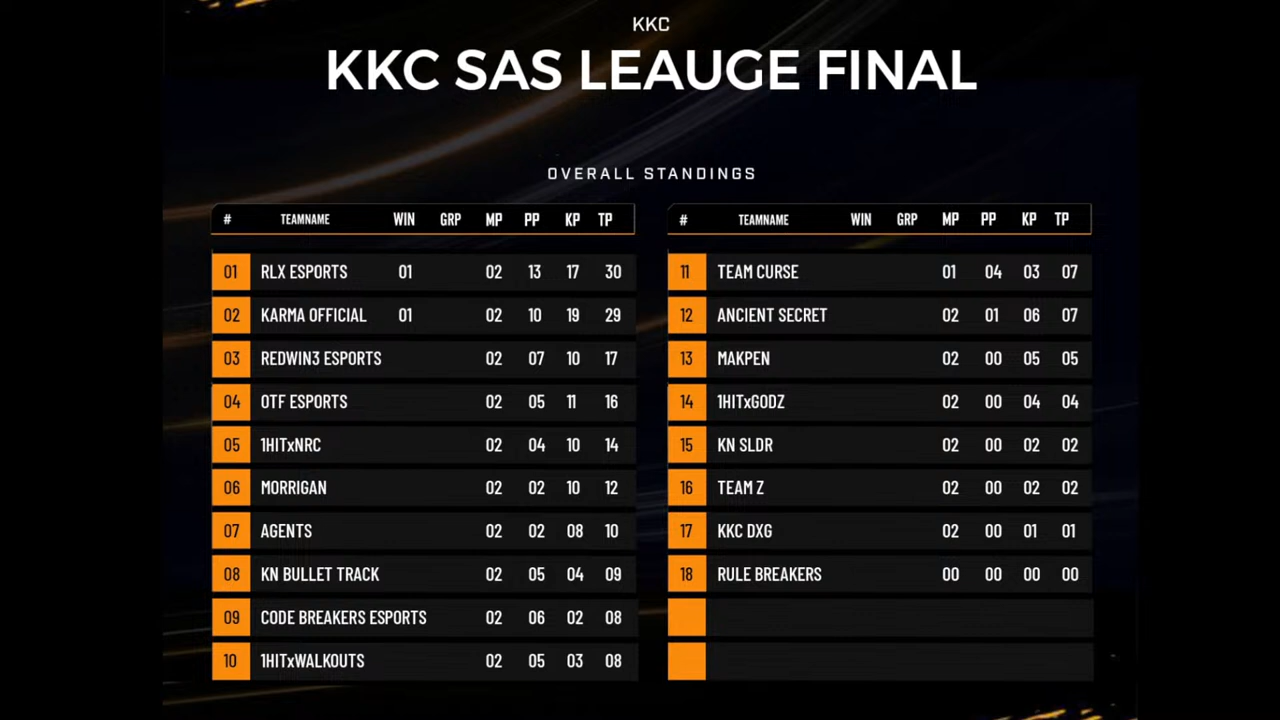 KKC
KKC SAS LEAUGE FINAL
OVERALL STANDINGS
# TEAMNAME WIN GRP MP PP KP TP
01 RLX ESPORTS 01 02 13 17 30
02 KARMA OFFICIAL 01 02 10 19 29
03 REDWIN3 ESPORTS 02 07 10 17
04 OTF ESPORTS 02 05 11 16
05 1HITxNRC 02 04 10 14
06 MORRIGAN 02 02 10 12
07 AGENTS 02 02 08 10
08 KN BULLET TRACK 02 05 04 09
09 CODE BREAKERS ESPORTS 02 06 02 08
10 1HITxWALKOUTS 02 05 03 08
# TEAMNAME WIN GRP MP PP KP TP
11 TEAM CURSE 01 04 03 07
12 ANCIENT SECRET 02 01 06 07
13 MAKPEN 02 00 05 05
14 1HITxGODZ 02 00 04 04
15 KN SLDR 02 00 02 02
16 TEAM Z 02 00 02 02
17 KKC DXG 02 00 01 01
18 RULE BREAKERS 00 00 00 00